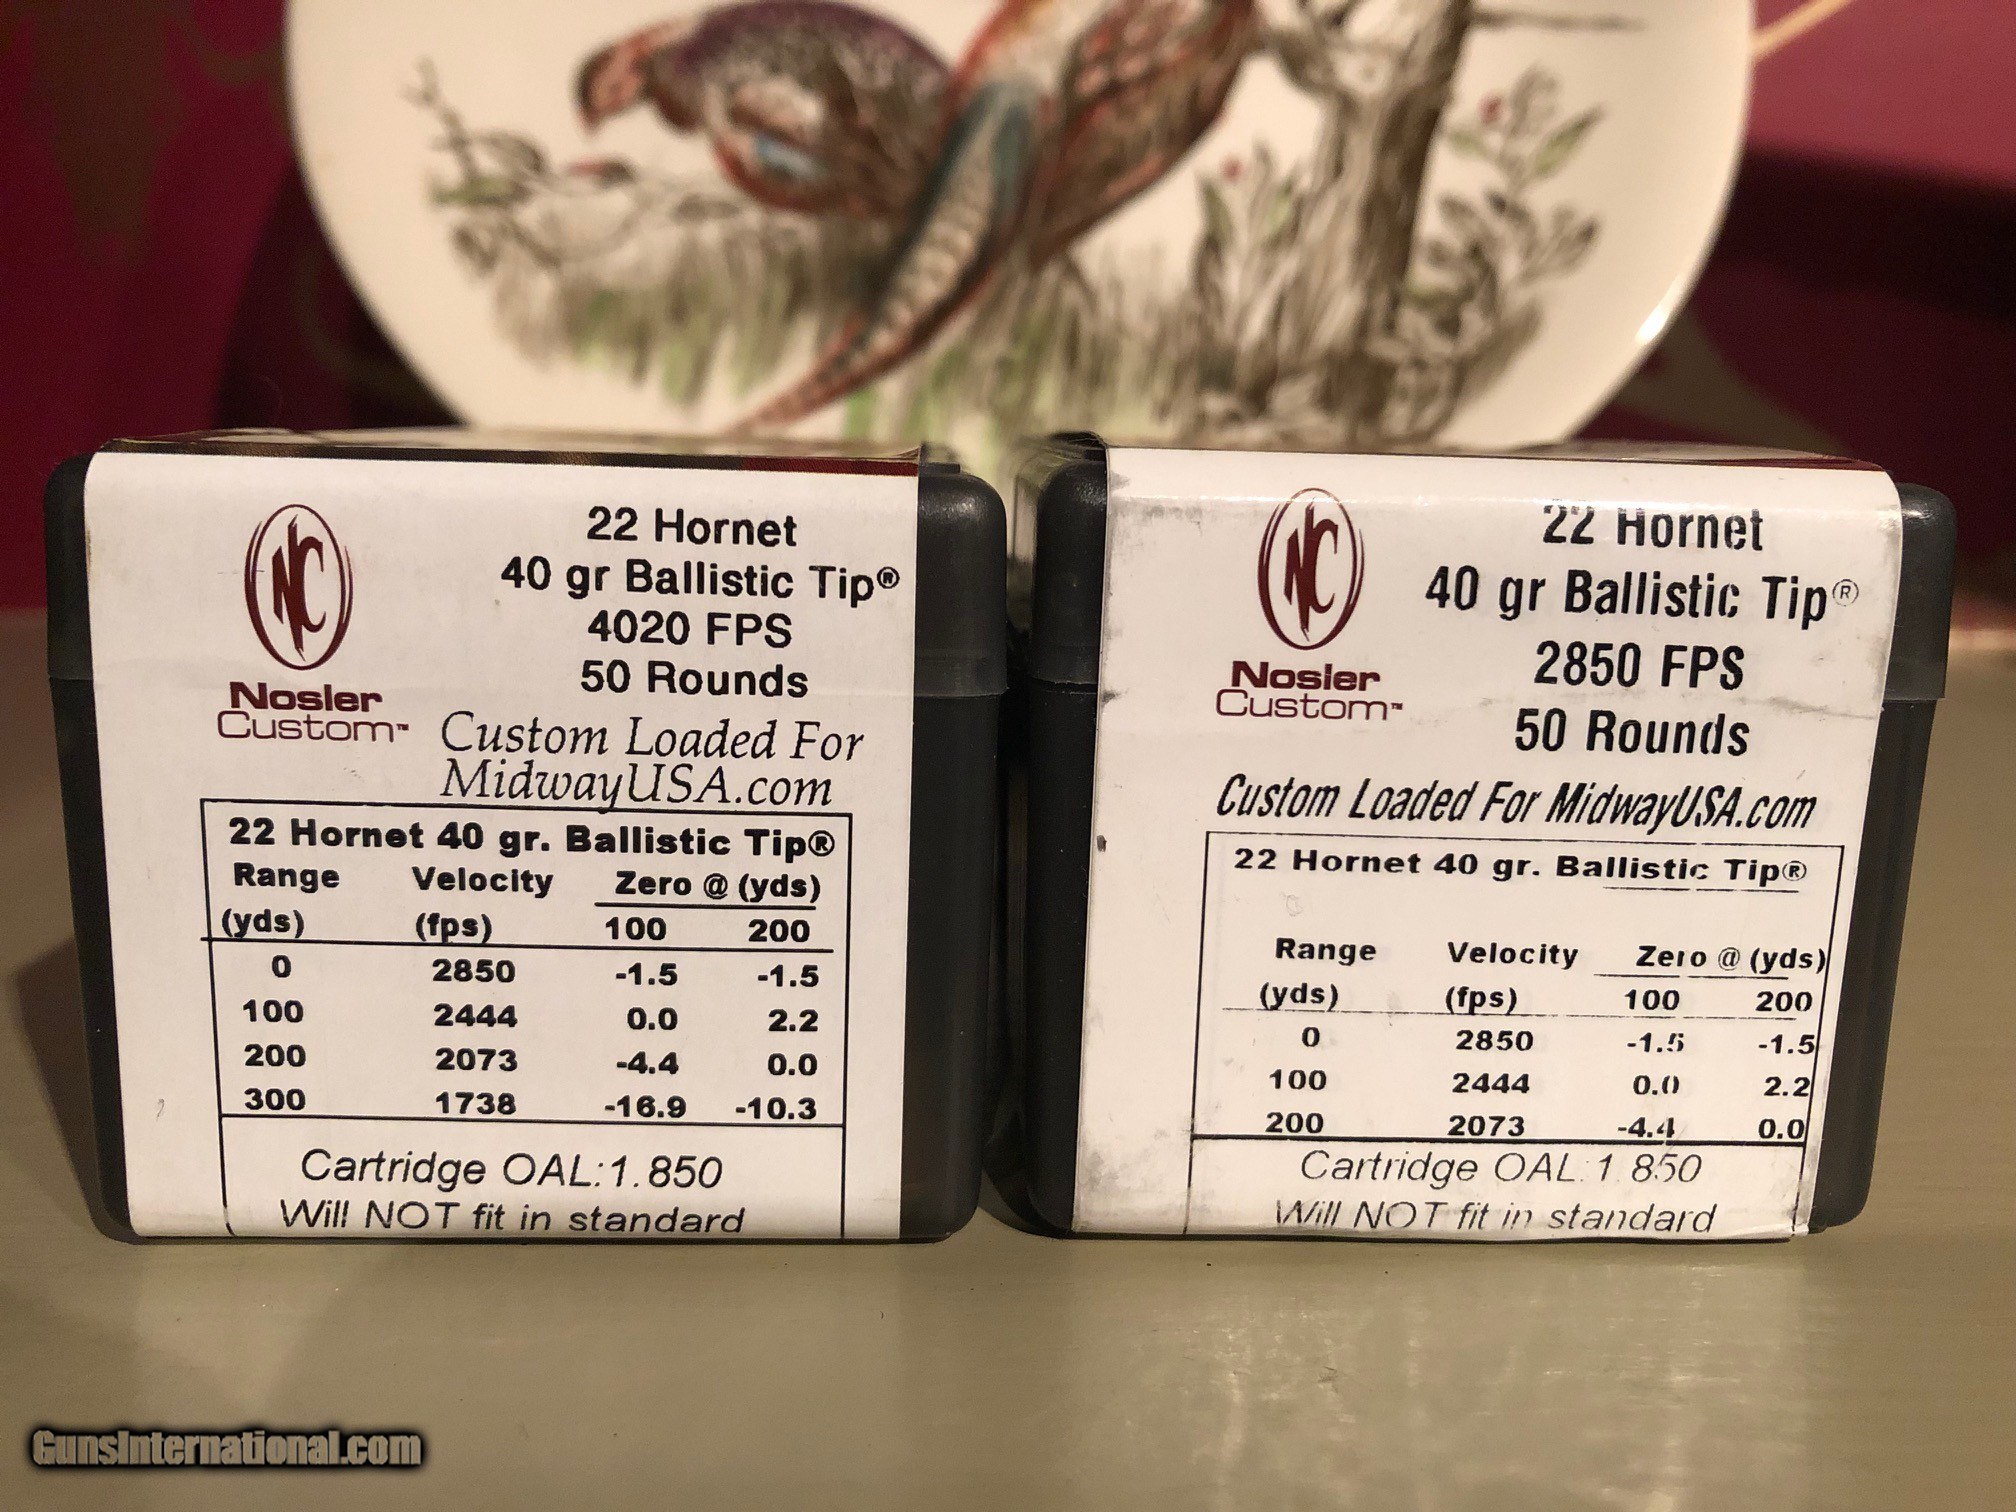 NC
Nosler
Custom™
22 Hornet
40 gr Ballistic Tip®
4020 FPS
50 Rounds
Custom Loaded For
MidwayUSA.com
22 Hornet 40 gr. Ballistic Tip®
Range Velocity Zero @ (yds)
(yds) (fps) 100 200
0 2850 -1.5 -1.5
100 2444 0.0 2.2
200 2073 -4.4 0.0
300 1738 -16.9 -10.3
Cartridge OAL:1.850
Will NOT fit in standard
NC
Nosler
Custom™
22 Hornet
40 gr Ballistic Tip®
2850 FPS
50 Rounds
Custom Loaded For MidwayUSA.com
22 Hornet 40 gr. Ballistic Tip®
Range Velocity Zero @ (yds)
(yds) (fps) 100 200
0 2850 -1.5 -1.5
100 2444 0.0 2.2
200 2073 -4.4 0.0
Cartridge OAL:1.850
Will NOT fit in standard
GunsInternational.com